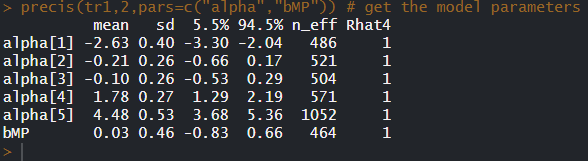 > precis(tr1,2,pars=c("alpha","bMP")) # get the model parameters
mean sd 5.5% 94.5% n_eff Rhat4
alpha[1] -2.63 0.40 -3.30 -2.04 486 1
alpha[2] -0.21 0.26 -0.66 0.17 521 1
alpha[3] -0.10 0.26 -0.53 0.29 504 1
alpha[4] 1.78 0.27 1.29 2.19 571 1
alpha[5] 4.48 0.53 3.68 5.36 1052 1
bMP 0.03 0.46 -0.83 0.66 464 1
>